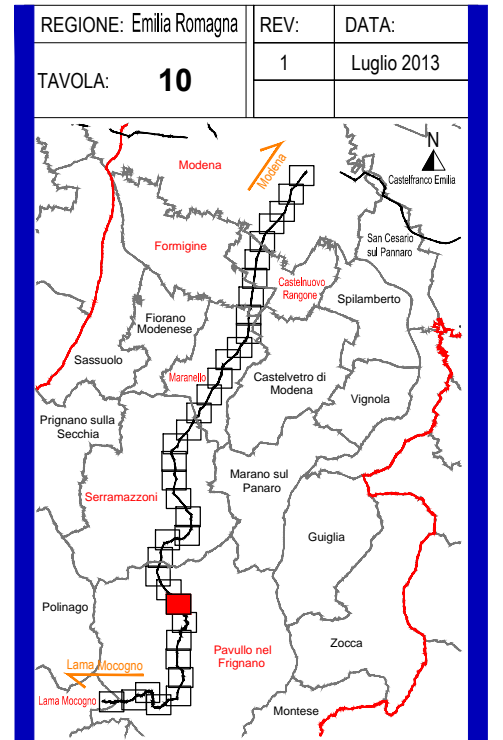 REGIONE: Emilia Romagna
REV:
DATA:
TAVOLA: 10
1
Luglio 2013
N
Modena
Modena
Castelfranco Emilia
Formigine
San Cesario
sul Pannaro
Castelnuovo
Rangone
Spilamberto
Fiorano
Modenese
Sassuolo
Maranello
Castelvetro di
Modena
Vignola
Prignano sulla
Secchia
Marano sul
Panaro
Serramazzoni
Guiglia
Polinago
Zocca
Pavullo nel
Frignano
Lama Mocogno
Lama Mocogno
Montese